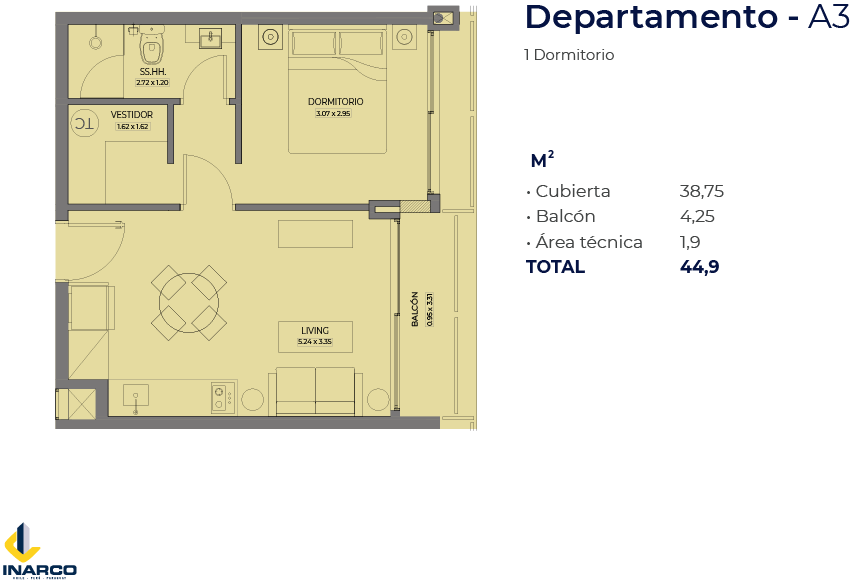 Departamento - A3
1 Dormitorio
SS.HH.
2.72 x 1.20
VESTIDOR
1.62 x 1.62
TC
DORMITORIO
3.07 x 2.95
LIVING
5.24 x 3.35
BALCÓN
0.95 x 3.31
M²
• Cubierta 38,75
• Balcón 4,25
• Área técnica 1,9
TOTAL 44,9
INARCO
CHILE - PERÚ - PARAGUAY